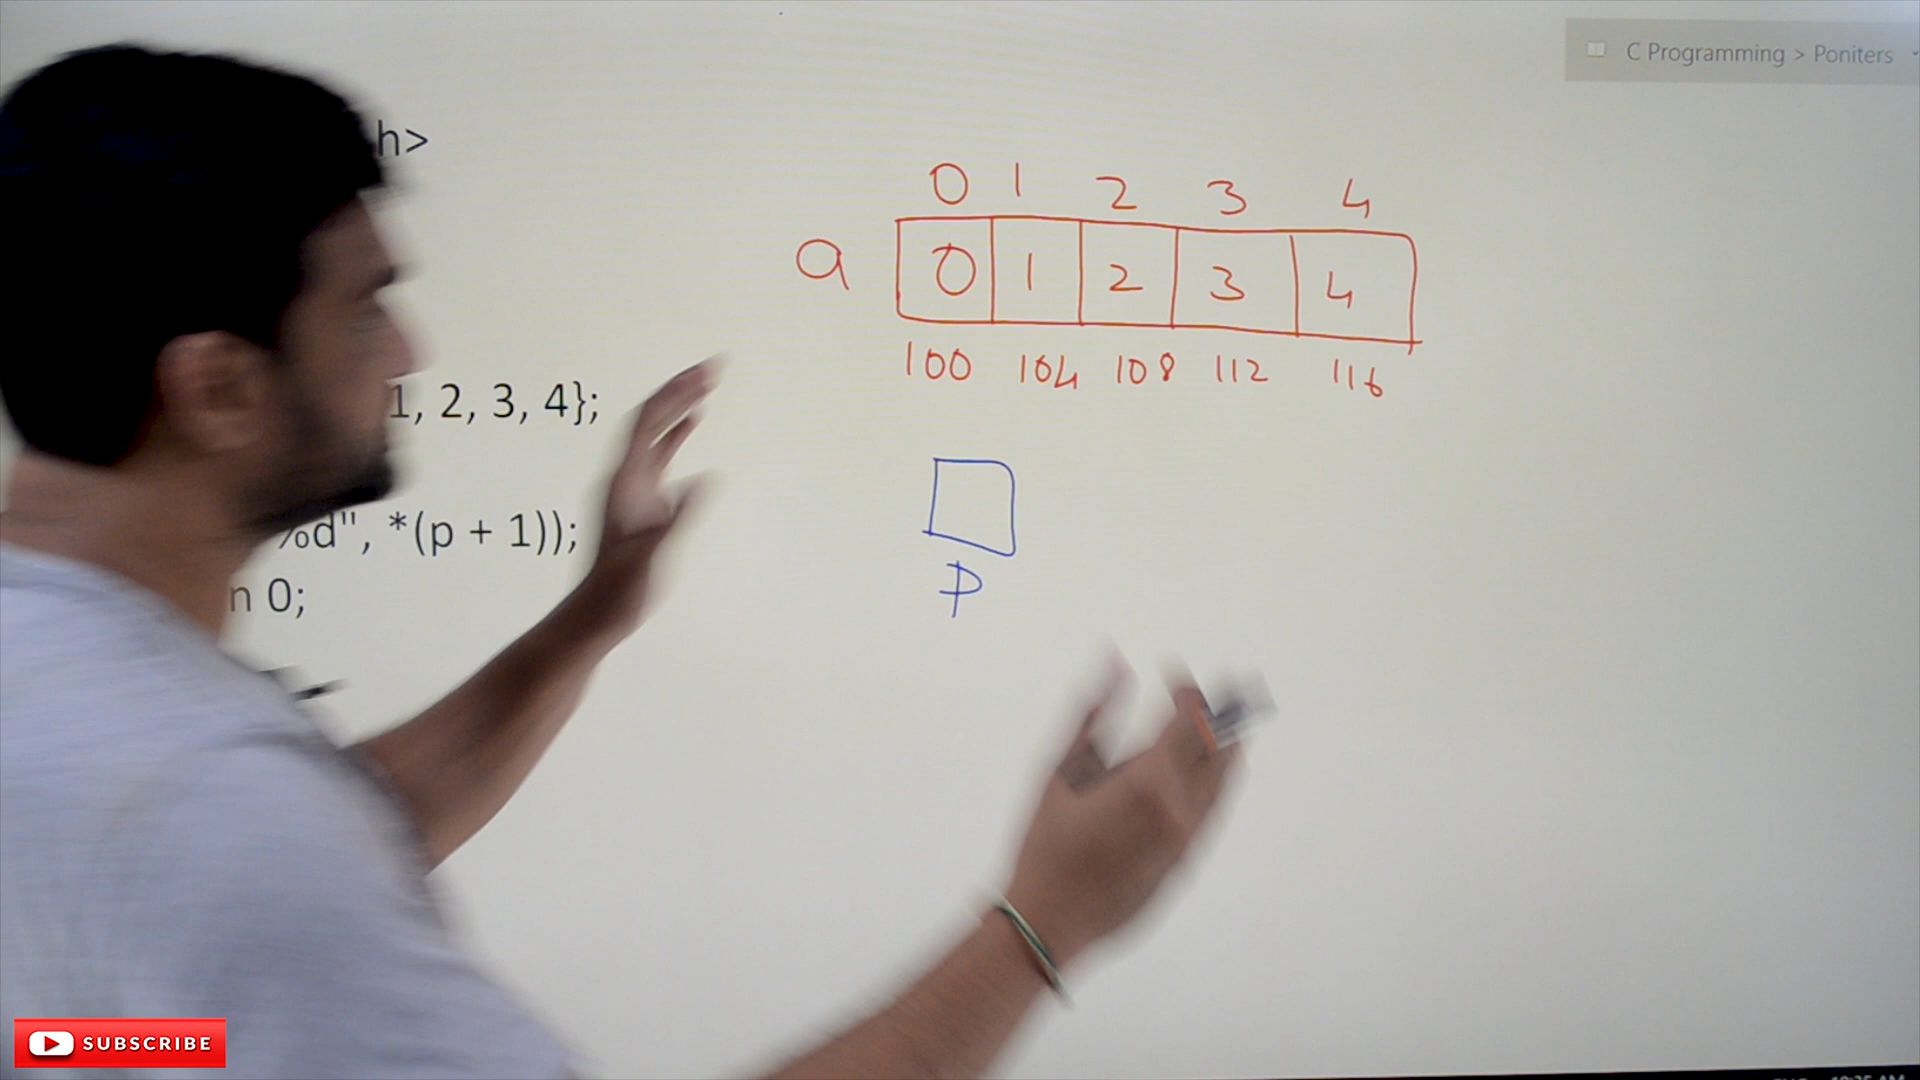 C Programming > Poniters
h>
0 1 2 3 4
a 0 1 2 3 4
100 104 108 112 116
1, 2, 3, 4};
%d", *(p + 1));
n 0;
P
SUBSCRIBE